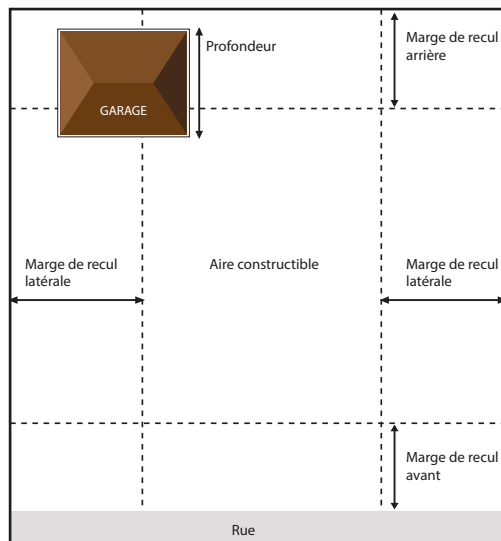 Marge de recul
arrière
Profondeur
GARAGE
Marge de recul
latérale
Aire constructible
Marge de recul
latérale
Marge de recul
avant
Rue